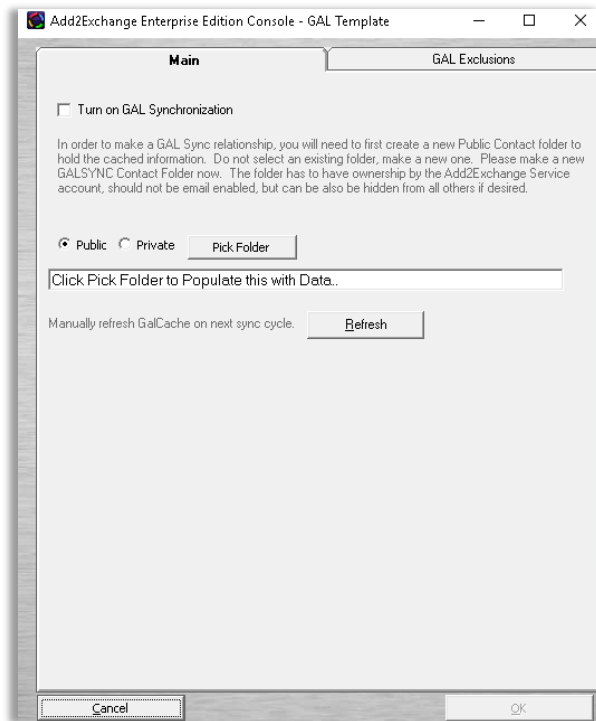 Add2Exchange Enterprise Edition Console - GAL Template
Main
GAL Exclusions
Turn on GAL Synchronization
In order to make a GAL Sync relationship, you will need to first create a new Public Contact folder to
hold the cached information. Do not select an existing folder, make a new one. Please make a new
GALSYNC Contact Folder now. The folder has to have ownership by the Add2Exchange Service
account, should not be email enabled, but can be also be hidden from all others if desired.
Public Private Pick Folder
Click Pick Folder to Populate this with Data..
Manually refresh GalCache on next sync cycle. Refresh
Cancel
OK